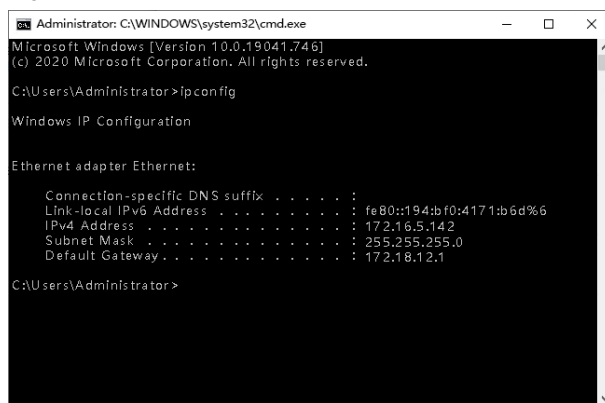 Administrator: C:\WINDOWS\system32\cmd.exe
Microsoft Windows [Version 10.0.19041.746]
(c) 2020 Microsoft Corporation. All rights reserved.
C:\Users\Administrator>ipconfig
Windows IP Configuration
Ethernet adapter Ethernet:
Connection-specific DNS suffix . . . . . :
Link-local IPv6 Address . . . . . . . . . : fe80::194:bf0:4171:b6d%6
IPv4 Address . . . . . . . . . . . . . . : 172.16.5.142
Subnet Mask . . . . . . . . . . . . . . : 255.255.255.0
Default Gateway. . . . . . . . . . . . . : 172.18.12.1
C:\Users\Administrator>